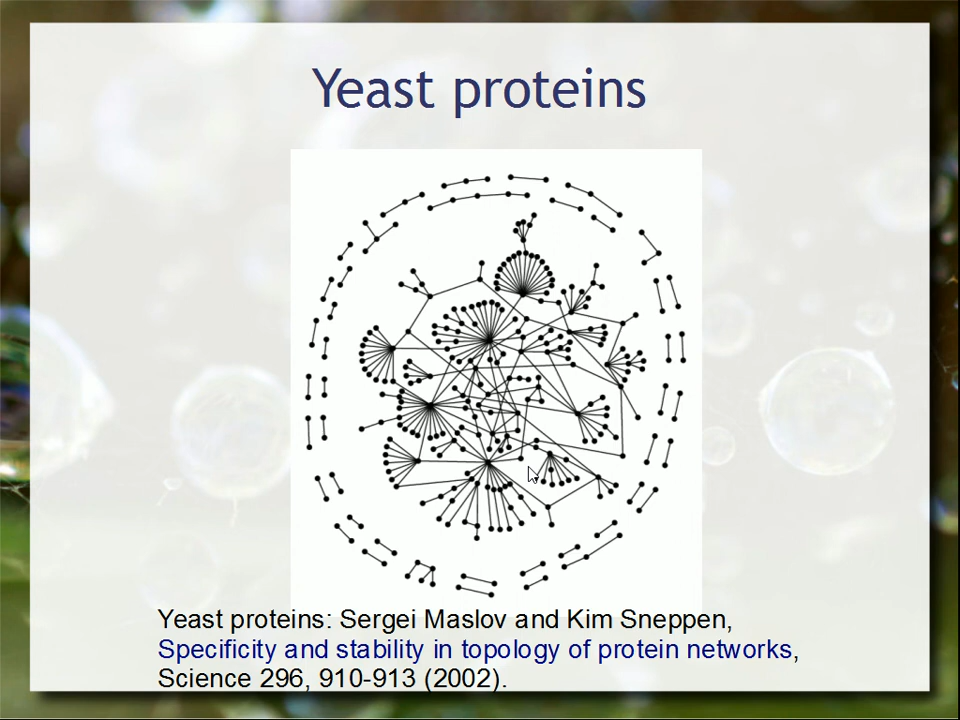 Yeast proteins
Yeast proteins: Sergei Maslov and Kim Sneppen,
Specificity and stability in topology of protein networks,
Science 296, 910-913 (2002).